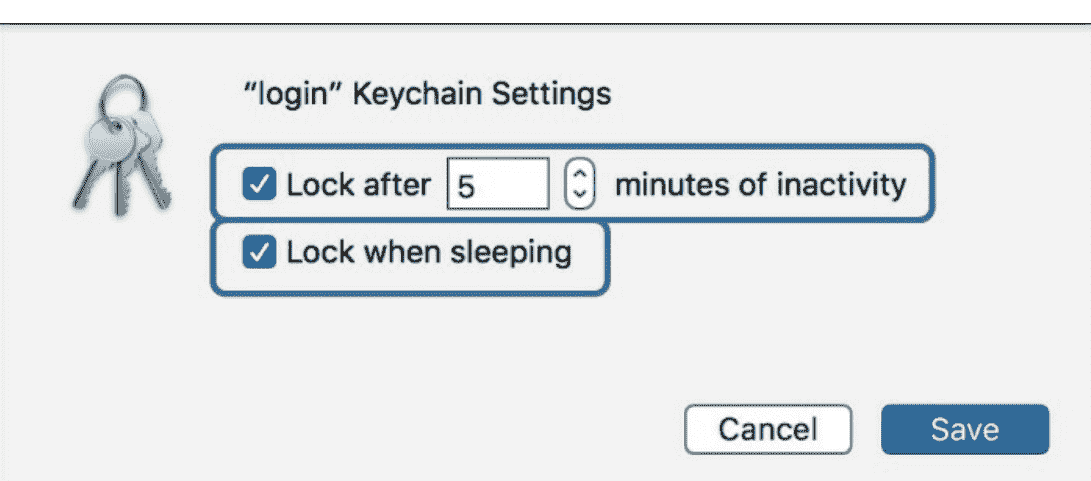 “login” Keychain Settings
Lock after 5 minutes of inactivity
Lock when sleeping
Cancel Save